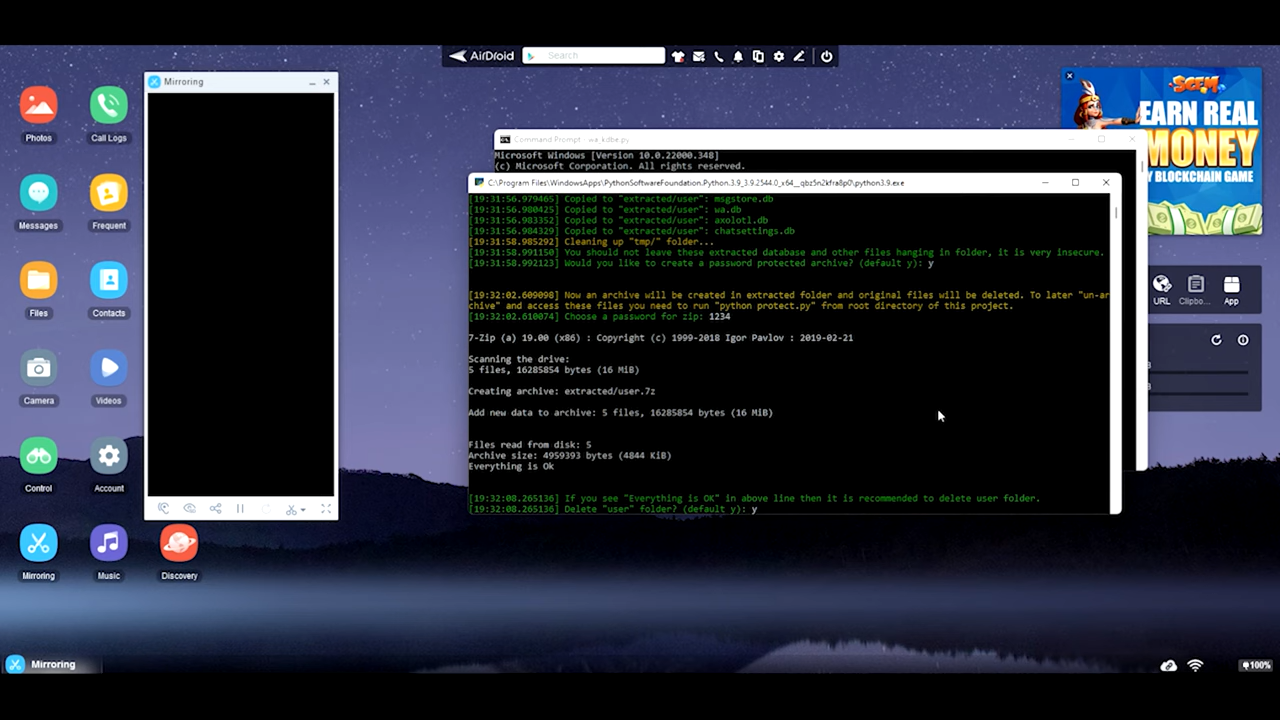 AirDroid
Search
Mirroring
Photos
Call Logs
Messages
Frequent
Files
Contacts
Camera
Videos
Control
Account
Mirroring
Music
Discovery
EARN REAL
MONEY
BLOCKCHAIN GAME
URL
Clipbo...
App
Command Prompt - wa_kdbe.py
Microsoft Windows [Version 10.0.22000.348]
(c) Microsoft Corporation. All rights reserved.
C:\Program Files\WindowsApps\PythonSoftwareFoundation.Python.3.9_3.9.2544.0_x64__qbz5n2kfra8p0\python3.9.exe
[19:31:56.979465] Copied to "extracted/user": msgstore.db
[19:31:56.980425] Copied to "extracted/user": wa.db
[19:31:56.983352] Copied to "extracted/user": axolotl.db
[19:31:56.984329] Copied to "extracted/user": chatsettings.db
[19:31:58.985292] Cleaning up "tmp/" folder...
[19:31:58.991150] You should not leave these extracted database and other files hanging in folder, it is very insecure.
[19:31:58.992123] Would you like to create a password protected archive? (default y): y
[19:32:02.609098] Now an archive will be created in extracted folder and original files will be deleted. To later "un-ar
chive" and access these files you need to run "python protect.py" from root directory of this project.
[19:32:02.610074] Choose a password for zip: 1234
7-Zip (a) 19.00 (x86) : Copyright (c) 1999-2018 Igor Pavlov : 2019-02-21
Scanning the drive:
5 files, 16285854 bytes (16 MiB)
Creating archive: extracted/user.7z
Add new data to archive: 5 files, 16285854 bytes (16 MiB)
Files read from disk: 5
Archive size: 4959393 bytes (4844 KiB)
Everything is Ok
[19:32:08.265136] If you see "Everything is OK" in above line then it is recommended to delete user folder.
[19:32:08.265136] Delete "user" folder? (default y): y
Mirroring
100%